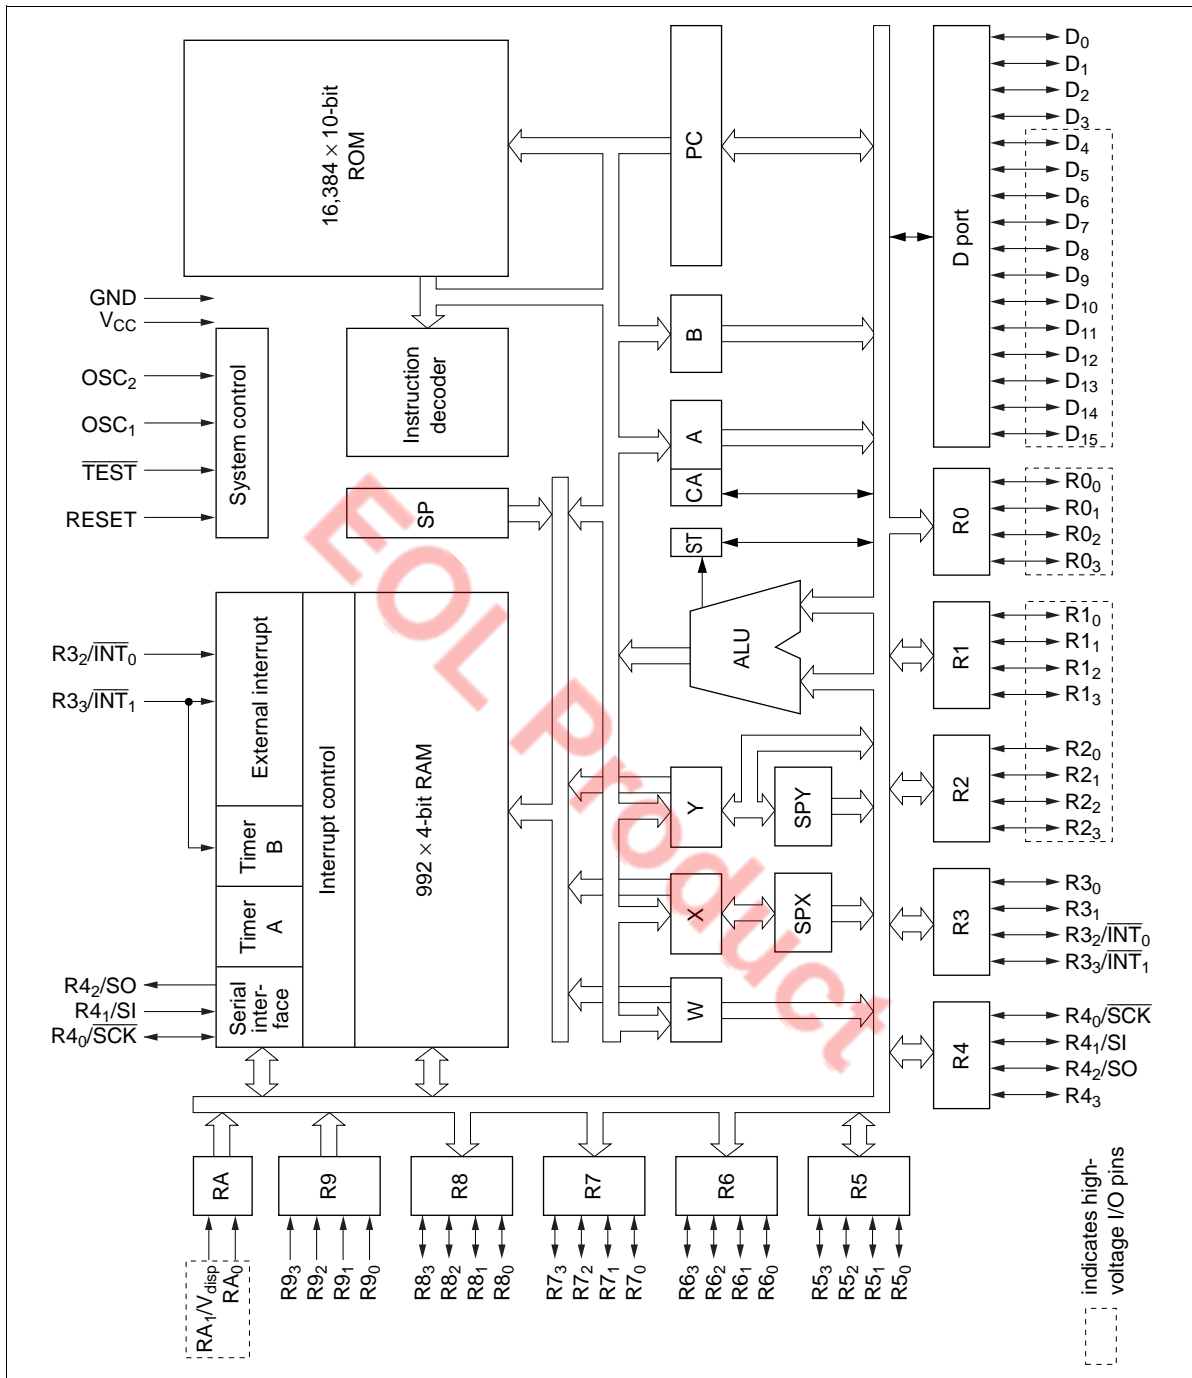 16,384 × 10-bit
ROM
PC
D port
D0
D1
D2
D3
D4
D5
D6
D7
D8
D9
D10
D11
D12
D13
D14
D15
GND
VCC
OSC2
OSC1
TEST
RESET
System control
Instruction
decoder
SP
B
A
CA
ST
ALU
R0
R00
R01
R02
R03
R1
R10
R11
R12
R13
R2
R20
R21
R22
R23
R3
R30
R31
R32/INT0
R33/INT1
R4
R40/SCK
R41/SI
R42/SO
R43
R32/INT0
R33/INT1
External interrupt
Timer
B
Timer
A
Serial
inter-
face
Interrupt control
992 × 4-bit RAM
R42/SO
R41/SI
R40/SCK
Y
SPY
X
SPX
W
RA
R9
R8
R7
R6
R5
RA1/Vdisp
RA0
R93
R92
R91
R90
R83
R82
R81
R80
R73
R72
R71
R70
R63
R62
R61
R60
R53
R52
R51
R50
indicates high-
voltage I/O pins
EOL Product